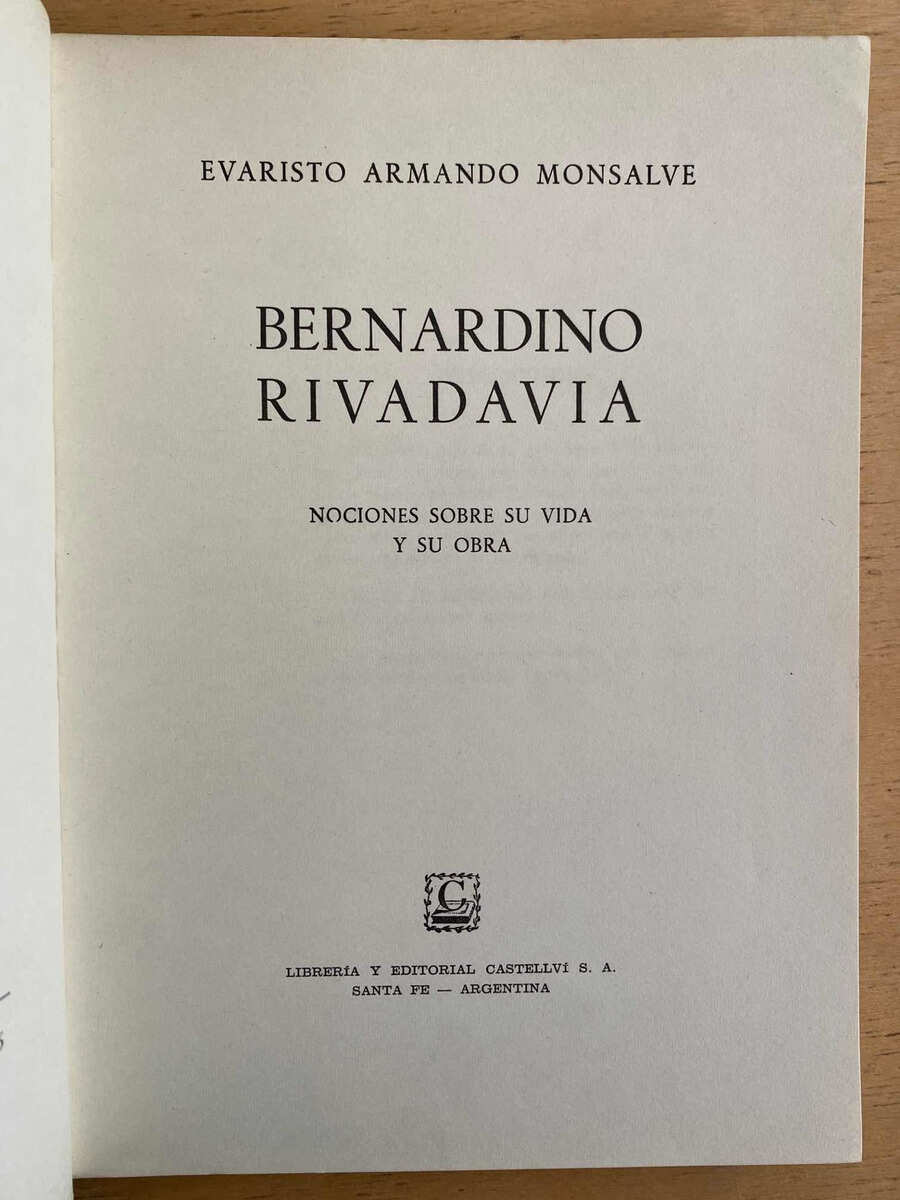 EVARISTO ARMANDO MONSALVE
BERNARDINO
RIVADAVIA
NOCIONES SOBRE SU VIDA
Y SU OBRA
C
LIBRERÍA Y EDITORIAL CASTELLVÍ S. A.
SANTA FE — ARGENTINA